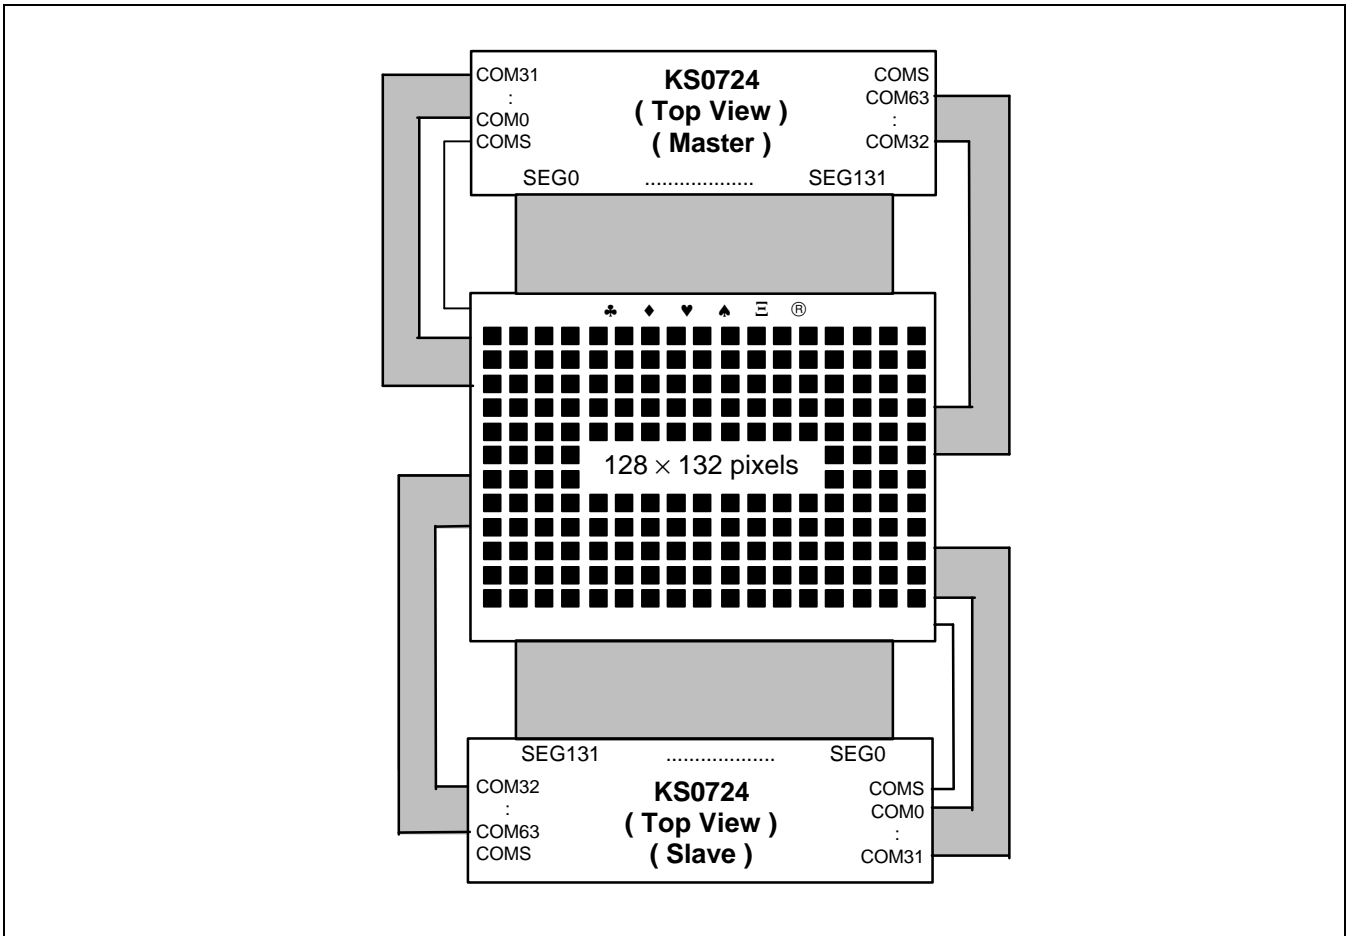 COM31
:
COM0
COMS
KS0724
( Top View )
( Master )
COMS
COM63
:
COM32
SEG0 ................... SEG131
♣ ♦ ♥ ♠ Ξ ®
128 × 132 pixels
SEG131 ................... SEG0
COM32
:
COM63
COMS
KS0724
( Top View )
( Slave )
COMS
COM0
:
COM31